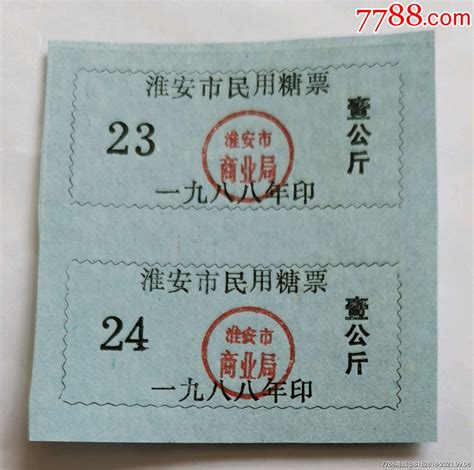 7788.com
淮安市民用糖票
23
壹公斤
淮安市
商业局
一九八八年印
淮安市民用糖票
24
壹公斤
淮安市
商业局
一九八八年印